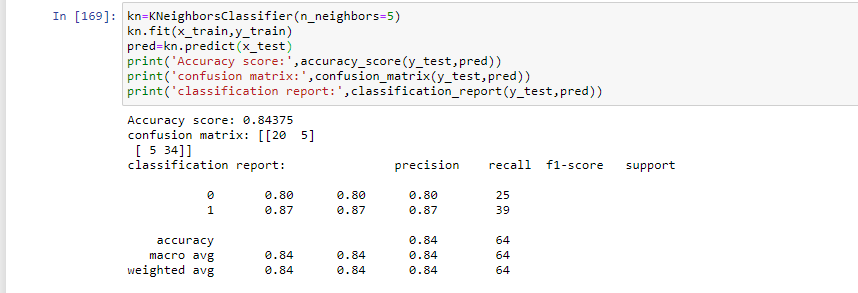 In [169]: kn=KNeighborsClassifier(n_neighbors=5)
kn.fit(x_train,y_train)
pred=kn.predict(x_test)
print('Accuracy score:',accuracy_score(y_test,pred))
print('confusion matrix:',confusion_matrix(y_test,pred))
print('classification report:',classification_report(y_test,pred))
Accuracy score: 0.84375
confusion matrix: [[20  5]
 [ 5 34]]
classification report:               precision    recall  f1-score   support
           0       0.80      0.80      0.80        25
           1       0.87      0.87      0.87        39
    accuracy                           0.84        64
   macro avg       0.84      0.84      0.84        64
weighted avg       0.84      0.84      0.84        64